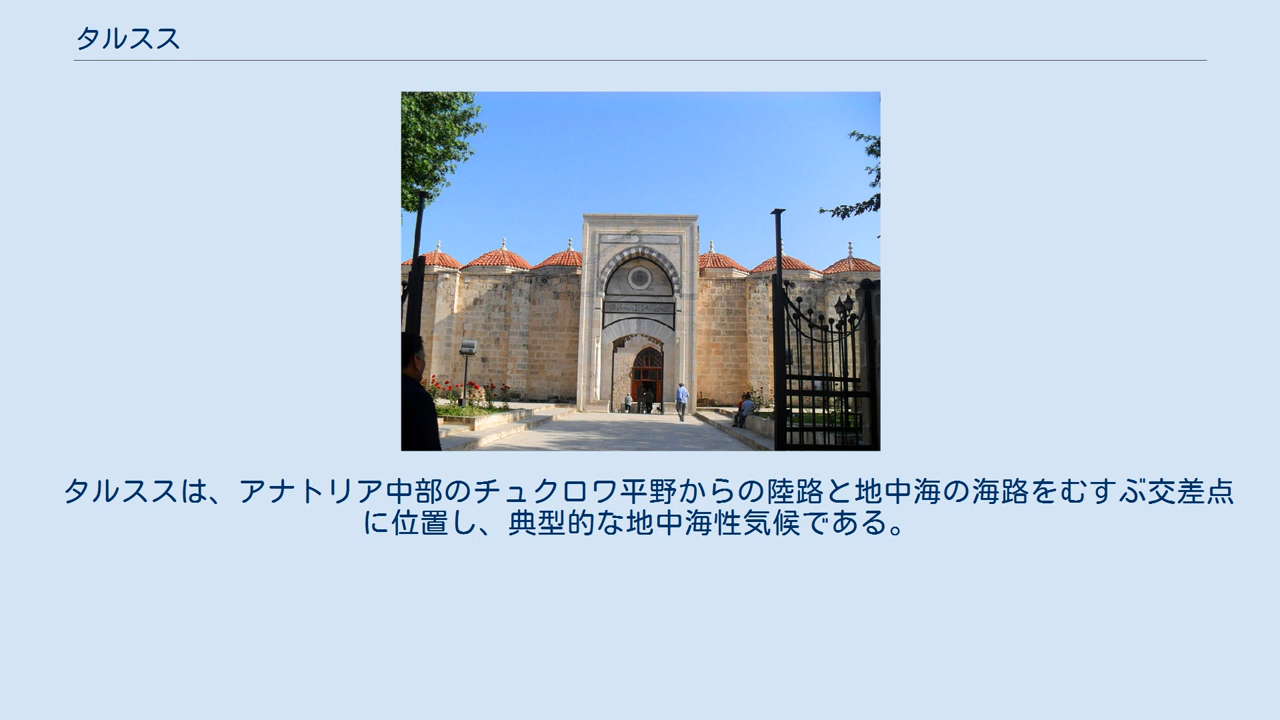 タルスス
タルススは、アナトリア中部のチュクロワ平野からの陸路と地中海の海路をむすぶ交差点
に位置し、典型的な地中海性気候である。